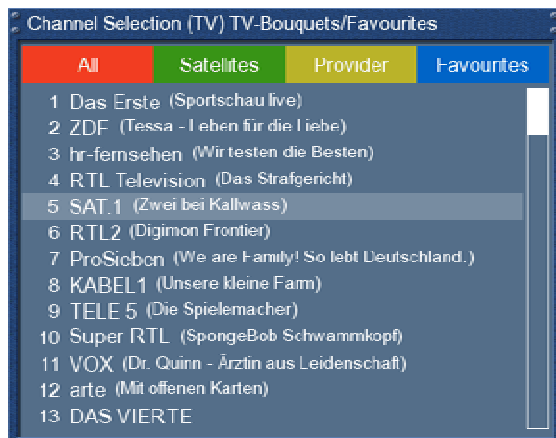 Channel Selection (TV) TV-Bouquets/Favourites
All Satellites Provider Favourites
1 Das Erste (Sportschau live)
2 ZDF (Tessa - Leben für die Liebe)
3 hr-fernsehen (Wir testen die Besten)
4 RTL Television (Das Strafgericht)
5 SAT.1 (Zwei bei Kallwass)
6 RTL2 (Digimon Frontier)
7 ProSieben (We are Family! So lebt Deutschland.)
8 KABEL1 (Unsere kleine Farm)
9 TELE 5 (Die Spielemacher)
10 Super RTL (SpongeBob Schwammkopf)
11 VOX (Dr. Quinn - Ärztin aus Leidenschaft)
12 arte (Mit offenen Karten)
13 DAS VIERTE